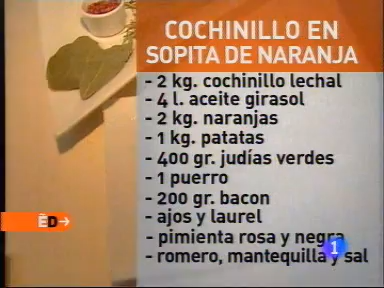 COCHINILLO EN
SOPITA DE NARANJA
- 2 kg. cochinillo lechal
- 4 l. aceite girasol
- 2 kg. naranjas
- 1 kg. patatas
- 400 gr. judías verdes
- 1 puerro
- 200 gr. bacon
- ajos y laurel
- pimienta rosa y negra
- romero, mantequilla y sal
ÈD→
1